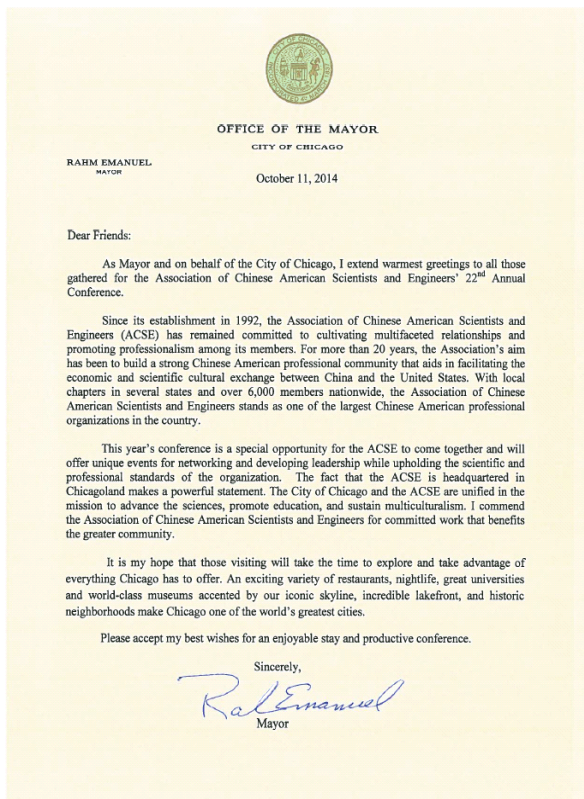 OFFICE OF THE MAYOR
CITY OF CHICAGO
RAHM EMANUEL
MAYOR
October 11, 2014
Dear Friends:
As Mayor and on behalf of the City of Chicago, I extend warmest greetings to all those
gathered for the Association of Chinese American Scientists and Engineers' 22nd Annual
Conference.
Since its establishment in 1992, the Association of Chinese American Scientists and
Engineers (ACSE) has remained committed to cultivating multifaceted relationships and
promoting professionalism among its members. For more than 20 years, the Association's aim
has been to build a strong Chinese American professional community that aids in facilitating the
economic and scientific cultural exchange between China and the United States. With local
chapters in several states and over 6,000 members nationwide, the Association of Chinese
American Scientists and Engineers stands as one of the largest Chinese American professional
organizations in the country.
This year's conference is a special opportunity for the ACSE to come together and will
offer unique events for networking and developing leadership while upholding the scientific and
professional standards of the organization. The fact that the ACSE is headquartered in
Chicagoland makes a powerful statement. The City of Chicago and the ACSE are unified in the
mission to advance the sciences, promote education, and sustain multiculturalism. I commend
the Association of Chinese American Scientists and Engineers for committed work that benefits
the greater community.
It is my hope that those visiting will take the time to explore and take advantage of
everything Chicago has to offer. An exciting variety of restaurants, nightlife, great universities
and world-class museums accented by our iconic skyline, incredible lakefront, and historic
neighborhoods make Chicago one of the world's greatest cities.
Please accept my best wishes for an enjoyable stay and productive conference.
Sincerely,
Rahm Emanuel
Mayor